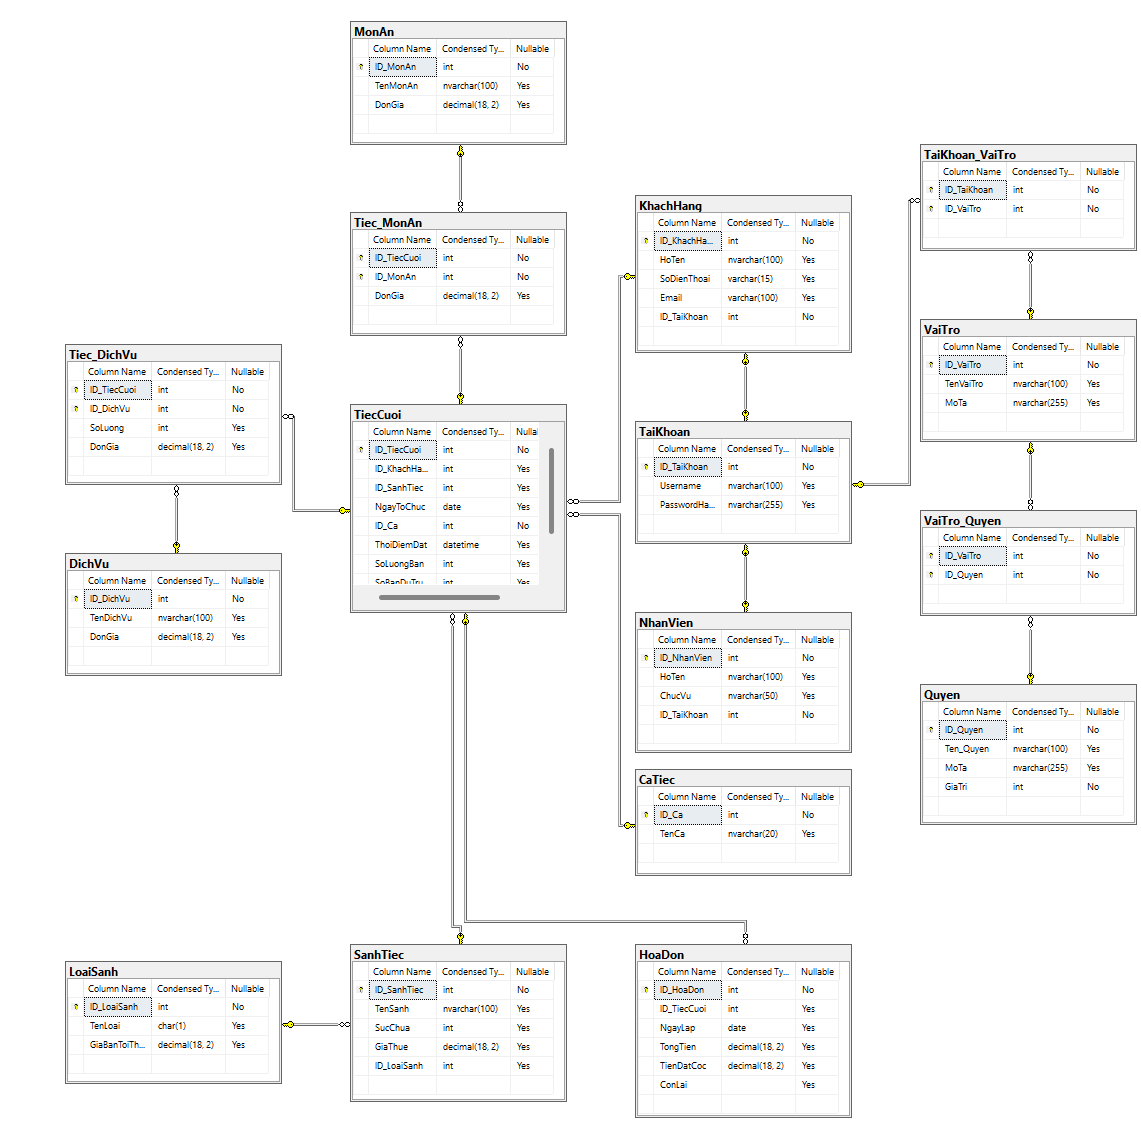 MonAn
Column Name Condensed Ty... Nullable
ID_MonAn int No
TenMonAn nvarchar(100) Yes
DonGia decimal(18, 2) Yes
Tiec_MonAn
Column Name Condensed Ty... Nullable
ID_TiecCuoi int No
ID_MonAn int No
DonGia decimal(18, 2) Yes
Tiec_DichVu
Column Name Condensed Ty... Nullable
ID_TiecCuoi int No
ID_DichVu int No
SoLuong int Yes
DonGia decimal(18, 2) Yes
DichVu
Column Name Condensed Ty... Nullable
ID_DichVu int No
TenDichVu nvarchar(100) Yes
DonGia decimal(18, 2) Yes
TiecCuoi
Column Name Condensed Ty... Nulla
ID_TiecCuoi int No
ID_KhachHa... int Yes
ID_SanhTiec int Yes
NgayToChuc date Yes
ID_Ca int No
ThoiDiemDat datetime Yes
SoLuongBan int Yes
SoBanDuTru int Yes
KhachHang
Column Name Condensed Ty... Nullable
ID_KhachHa... int No
HoTen nvarchar(100) Yes
SoDienThoai varchar(15) Yes
Email varchar(100) Yes
ID_TaiKhoan int No
TaiKhoan
Column Name Condensed Ty... Nullable
ID_TaiKhoan int No
Username nvarchar(100) Yes
PasswordHa... nvarchar(255) Yes
NhanVien
Column Name Condensed Ty... Nullable
ID_NhanVien int No
HoTen nvarchar(100) Yes
ChucVu nvarchar(50) Yes
ID_TaiKhoan int No
CaTiec
Column Name Condensed Ty... Nullable
ID_Ca int No
TenCa nvarchar(20) Yes
TaiKhoan_VaiTro
Column Name Condensed Ty... Nullable
ID_TaiKhoan int No
ID_VaiTro int No
VaiTro
Column Name Condensed Ty... Nullable
ID_VaiTro int No
TenVaiTro nvarchar(100) Yes
MoTa nvarchar(255) Yes
VaiTro_Quyen
Column Name Condensed Ty... Nullable
ID_VaiTro int No
ID_Quyen int No
Quyen
Column Name Condensed Ty... Nullable
ID_Quyen int No
Ten_Quyen nvarchar(100) Yes
MoTa nvarchar(255) Yes
GiaTri int No
LoaiSanh
Column Name Condensed Ty... Nullable
ID_LoaiSanh int No
TenLoai char(1) Yes
GiaBanToiTh... decimal(18, 2) Yes
SanhTiec
Column Name Condensed Ty... Nullable
ID_SanhTiec int No
TenSanh nvarchar(100) Yes
SucChua int Yes
GiaThue decimal(18, 2) Yes
ID_LoaiSanh int Yes
HoaDon
Column Name Condensed Ty... Nullable
ID_HoaDon int No
ID_TiecCuoi int Yes
NgayLap date Yes
TongTien decimal(18, 2) Yes
TienDatCoc decimal(18, 2) Yes
ConLai Yes